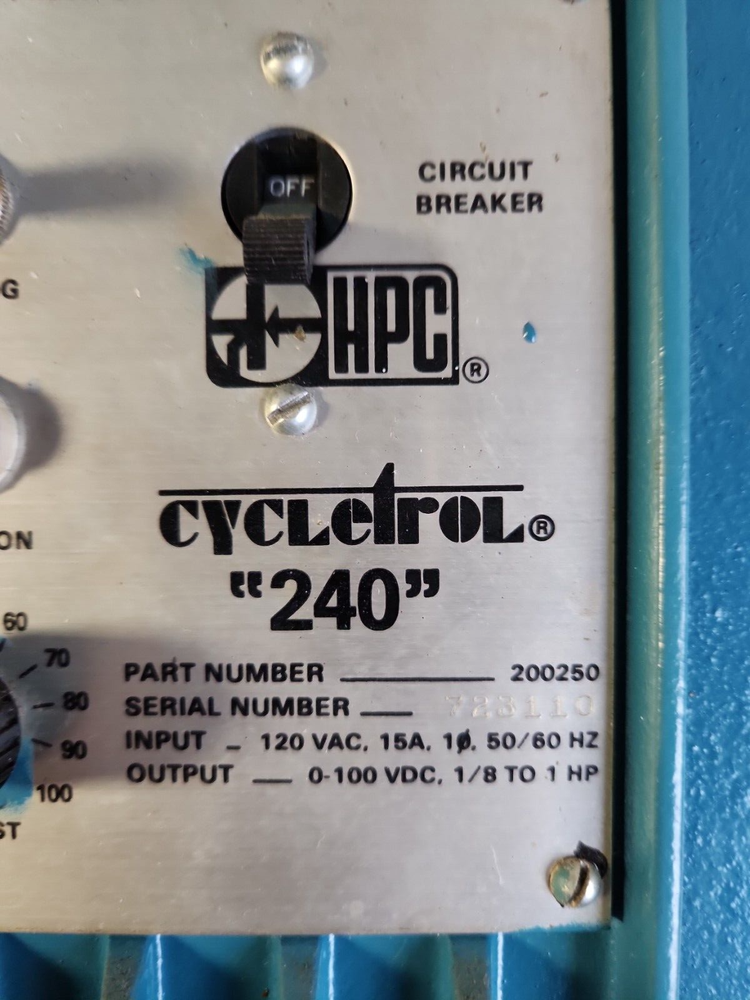 OFF
CIRCUIT
BREAKER
G
HPC®
CYCLETROL®
"240"
ON
60
70
80
90
100
ST
PART NUMBER 200250
SERIAL NUMBER 723110
INPUT - 120 VAC, 15A, 1ø, 50/60 HZ
OUTPUT — 0-100 VDC, 1/8 TO 1 HP